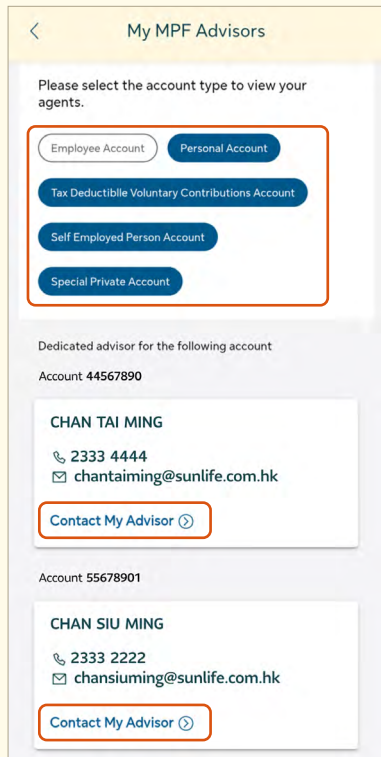 My MPF Advisors
Please select the account type to view your
agents.
Employee Account
Personal Account
Tax Deductiblle Voluntary Contributions Account
Self Employed Person Account
Special Private Account
Dedicated advisor for the following account
Account 44567890
CHAN TAI MING
2333 4444
chantaiming@sunlife.com.hk
Contact My Advisor
Account 55678901
CHAN SIU MING
2333 2222
chansiuming@sunlife.com.hk
Contact My Advisor